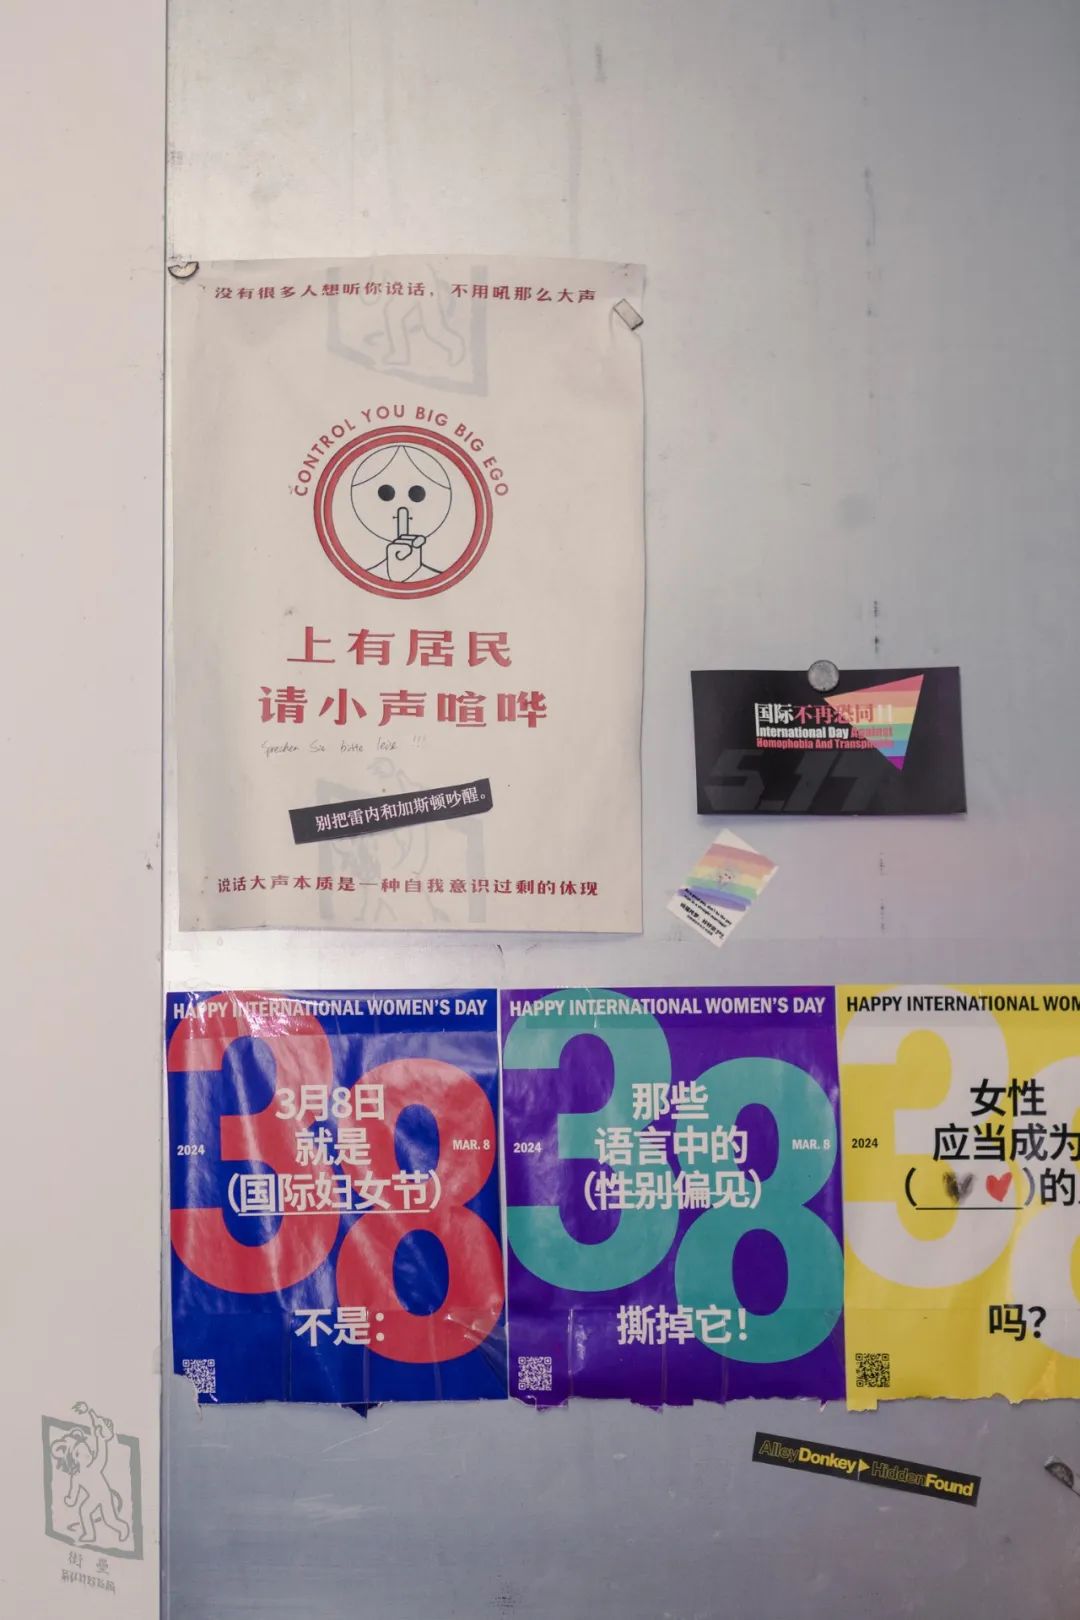 没有很多人想听你说话，不用吼那么大声
CONTROL YOU BIG BIG EGO
上有居民
请小声喧哗
Sprechen Sie bitte leise !!!
别把雷内和加斯顿吵醒。
说话大声本质是一种自我意识过剩的体现
国际不再恐同日
International Day Against
Homophobia And Transphobia
5.17
HAPPY INTERNATIONAL WOMEN'S DAY
3月8日
就是
2024
MAR. 8
(国际妇女节)
不是：
HAPPY INTERNATIONAL WOMEN'S DAY
那些
语言中的
2024
MAR. 8
(性别偏见)
撕掉它！
HAPPY INTERNATIONAL WOM
女性
应当成为
2024
( )的
吗？
AlleyDonkey▶HiddenFound
街垒